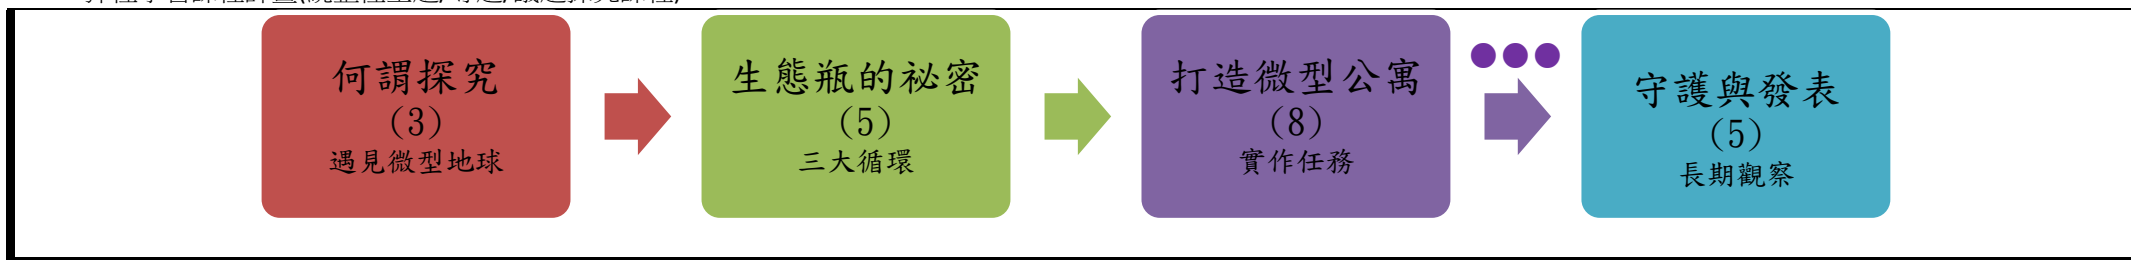 何謂探究
(3)
遇見微型地球
生態瓶的祕密
(5)
三大循環
打造微型公寓
(8)
實作任務
守護與發表
(5)
長期觀察